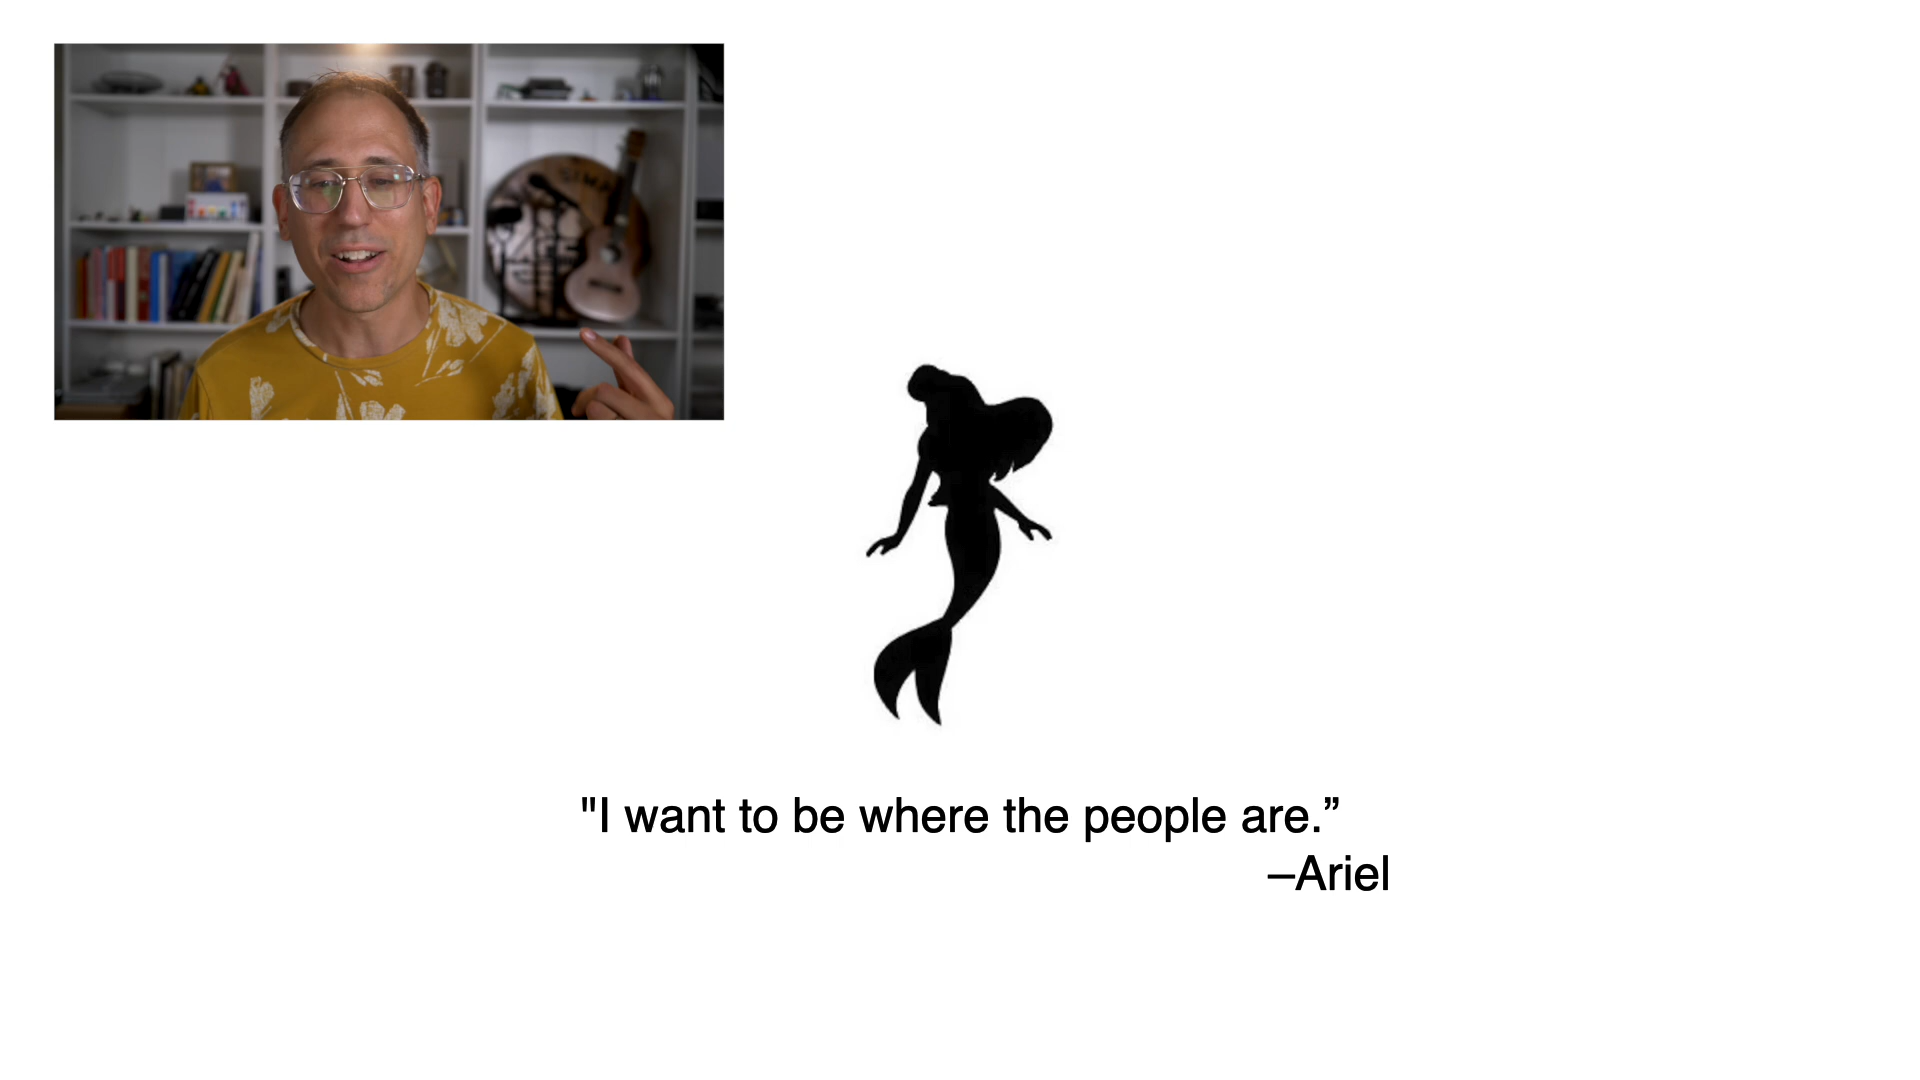 "I want to be where the people are.”
–Ariel